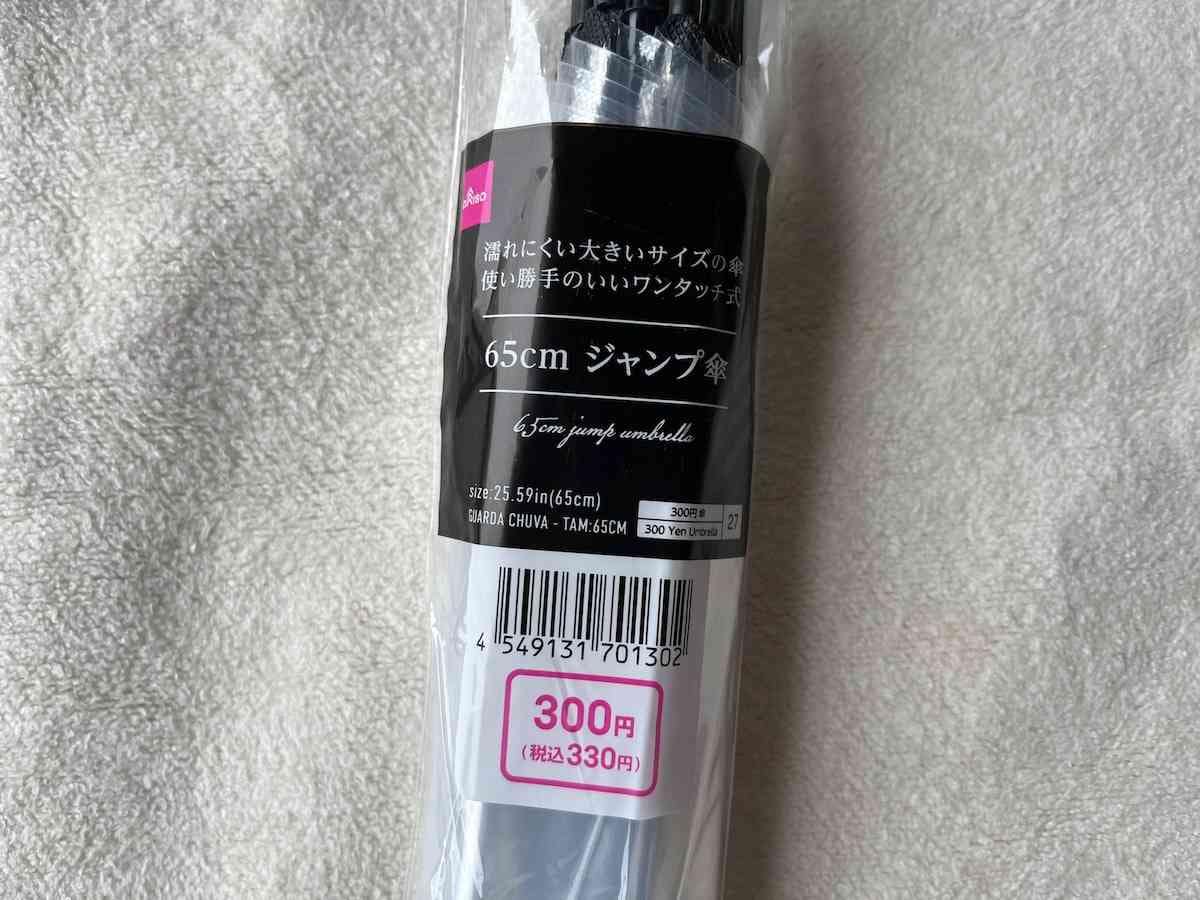 DAISO
濡れにくい大きいサイズの傘
使い勝手のいいワンタッチ式
65cm ジャンプ傘
65cm jump umbrella
size:25.59in(65cm)
GUARDA CHUVA - TAM:65CM
300円 傘
300 Yen Umbrella
27
4 549131 701302
300円
(税込330円)